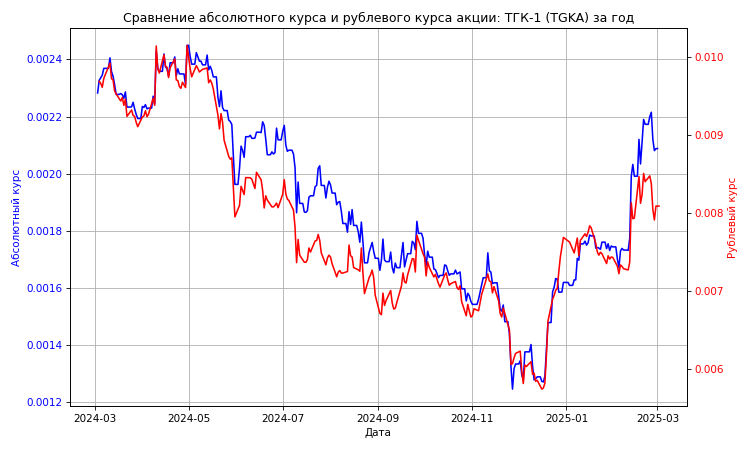 Сравнение абсолютного курса и рублевого курса акции: ТГК-1 (TGKA) за год
Абсолютный курс
0.0024
0.0022
0.0020
0.0018
0.0016
0.0014
0.0012
0.010
0.009
0.008
0.007
0.006
Рублевый курс
2024-03 2024-05 2024-07 2024-09 2024-11 2025-01 2025-03
Дата